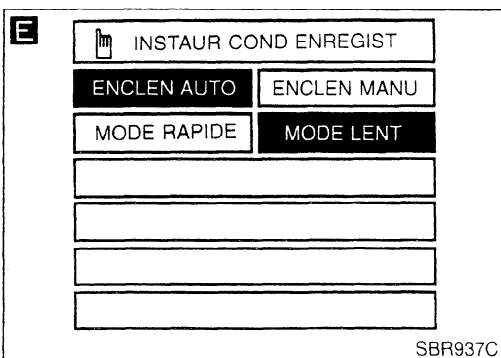 E
INSTAUR COND ENREGIST
ENCLEN AUTO ENCLEN MANU
MODE RAPIDE MODE LENT
SBR937C